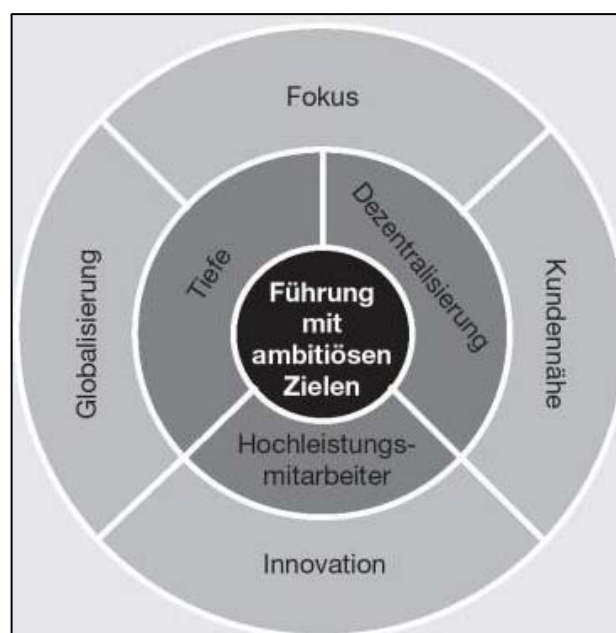 Fokus
Globalisierung
Tiefe
Dezentralisierung
Kundennähe
Führung
mit
ambitiösen
Zielen
Hochleistungs-
mitarbeiter
Innovation